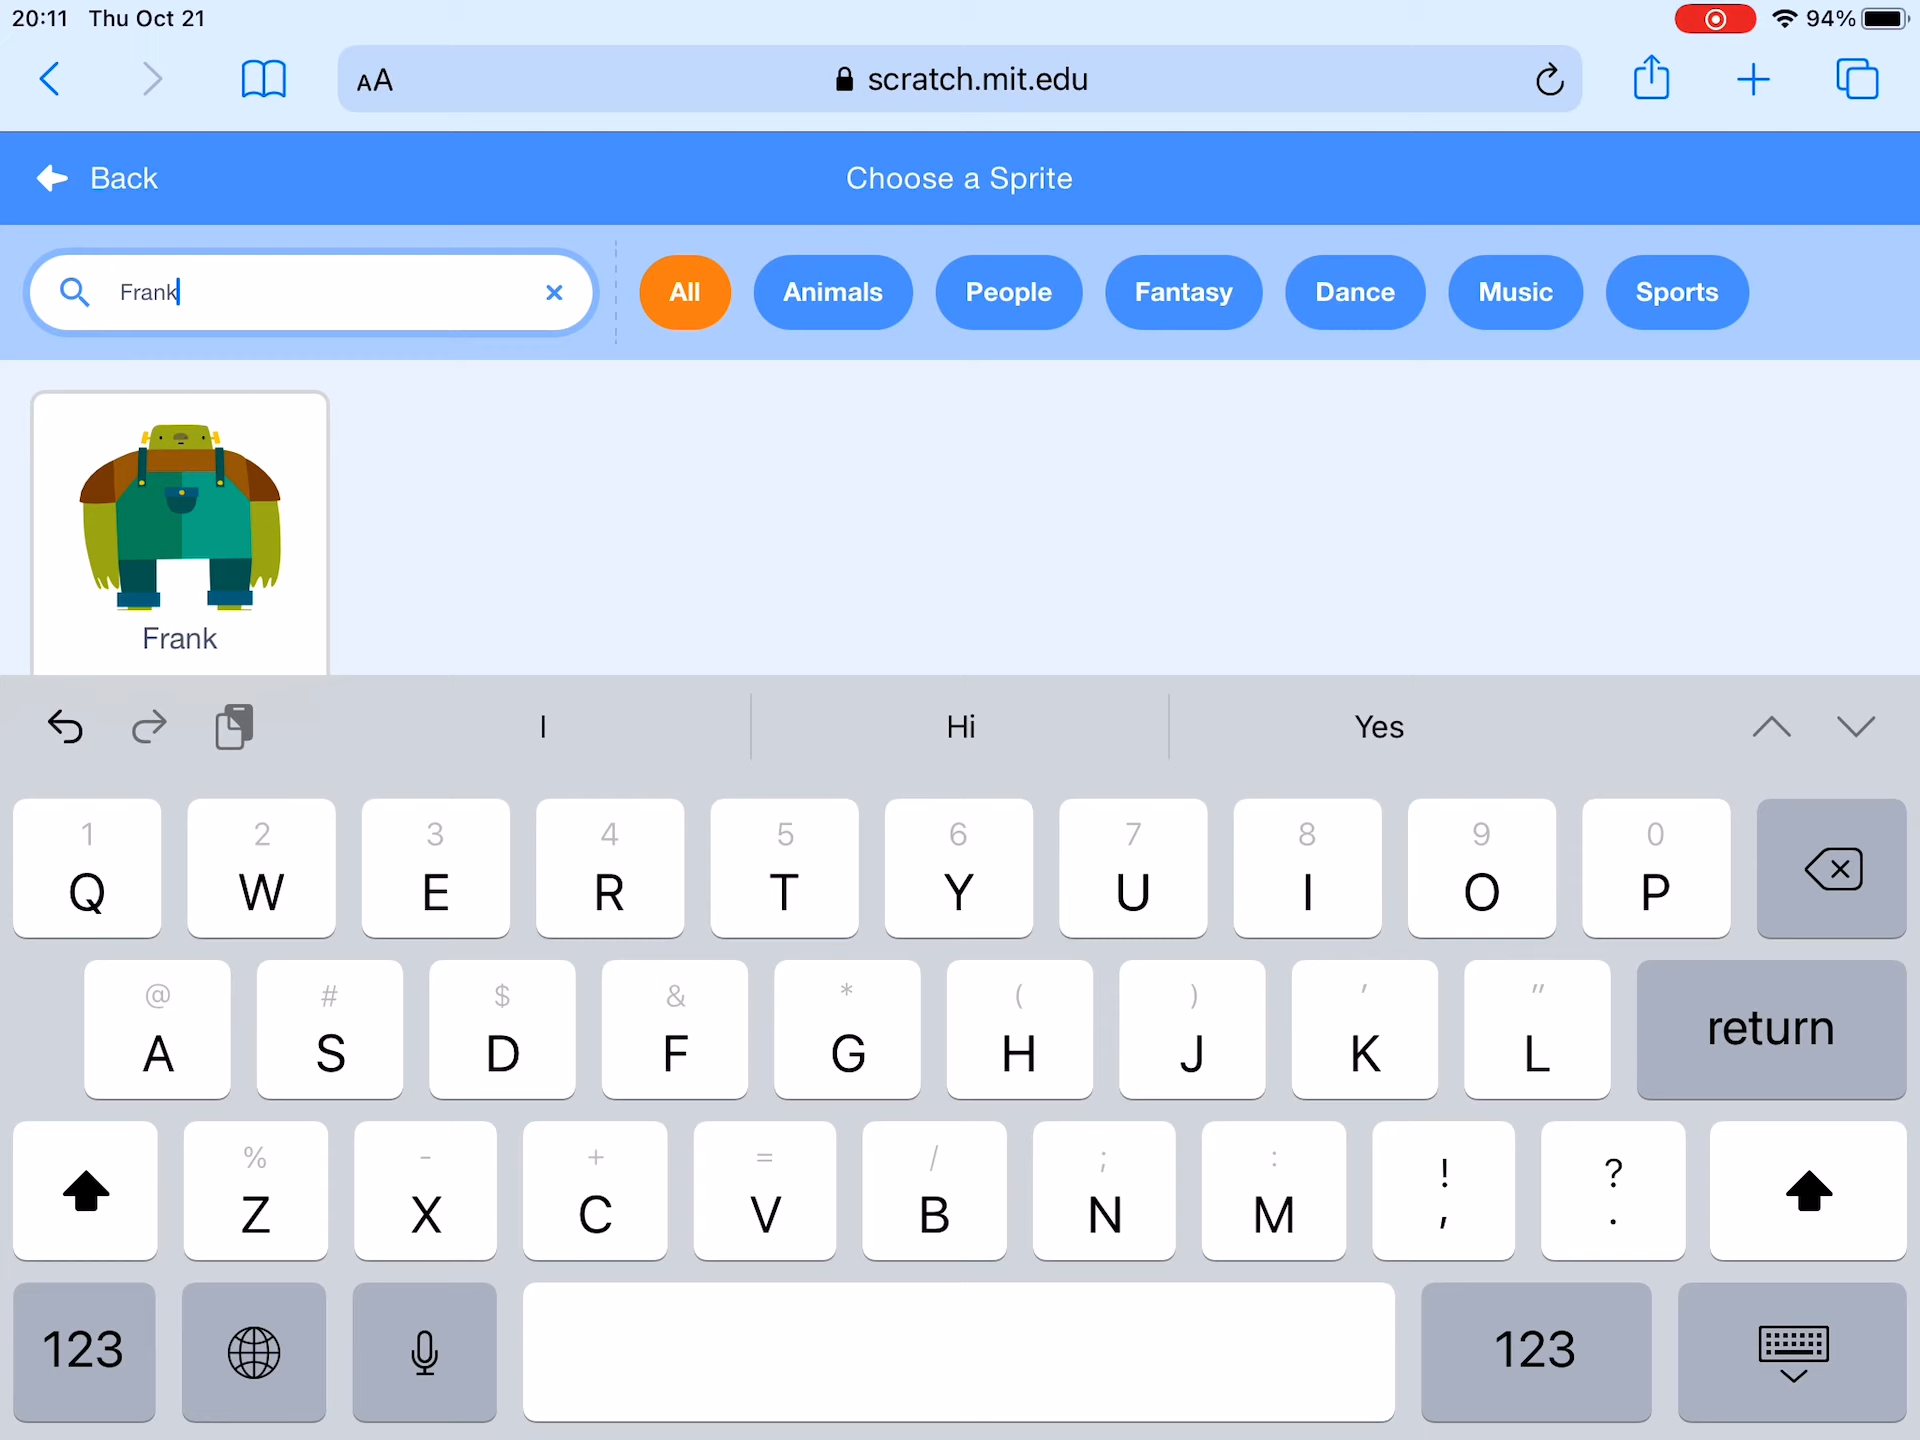 20:11 Thu Oct 21 94%
AA scratch.mit.edu
Back Choose a Sprite
Frank All Animals People Fantasy Dance Music Sports
Frank
I Hi Yes
1 2 3 4 5 6 7 8 9 0
Q W E R T Y U I O P
@ # $ & * ( ) ' "
A S D F G H J K L return
% - + = / ; : ! ?
Z X C V B N M , .
123 123